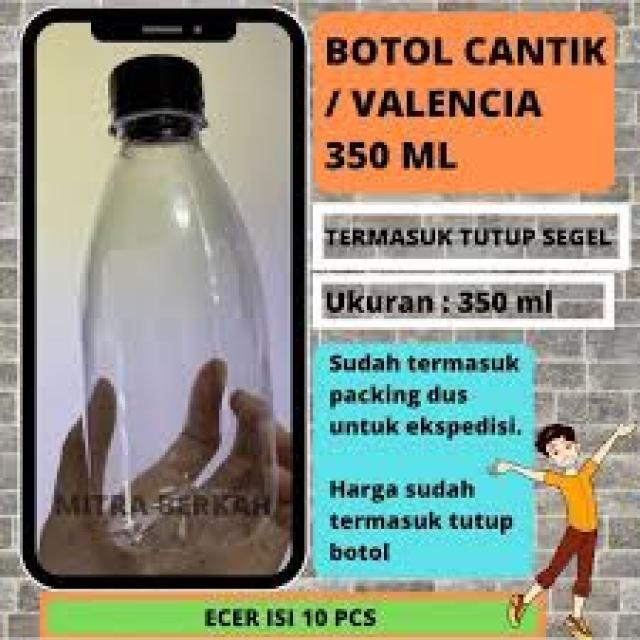 BOTOL CANTIK
/ VALENCIA
350 ML
TERMASUK TUTUP SEGEL
Ukuran : 350 ml
Sudah termasuk
packing dus
untuk ekspedisi.
Harga sudah
termasuk tutup
botol
MITRA BERKAH
ECER ISI 10 PCS